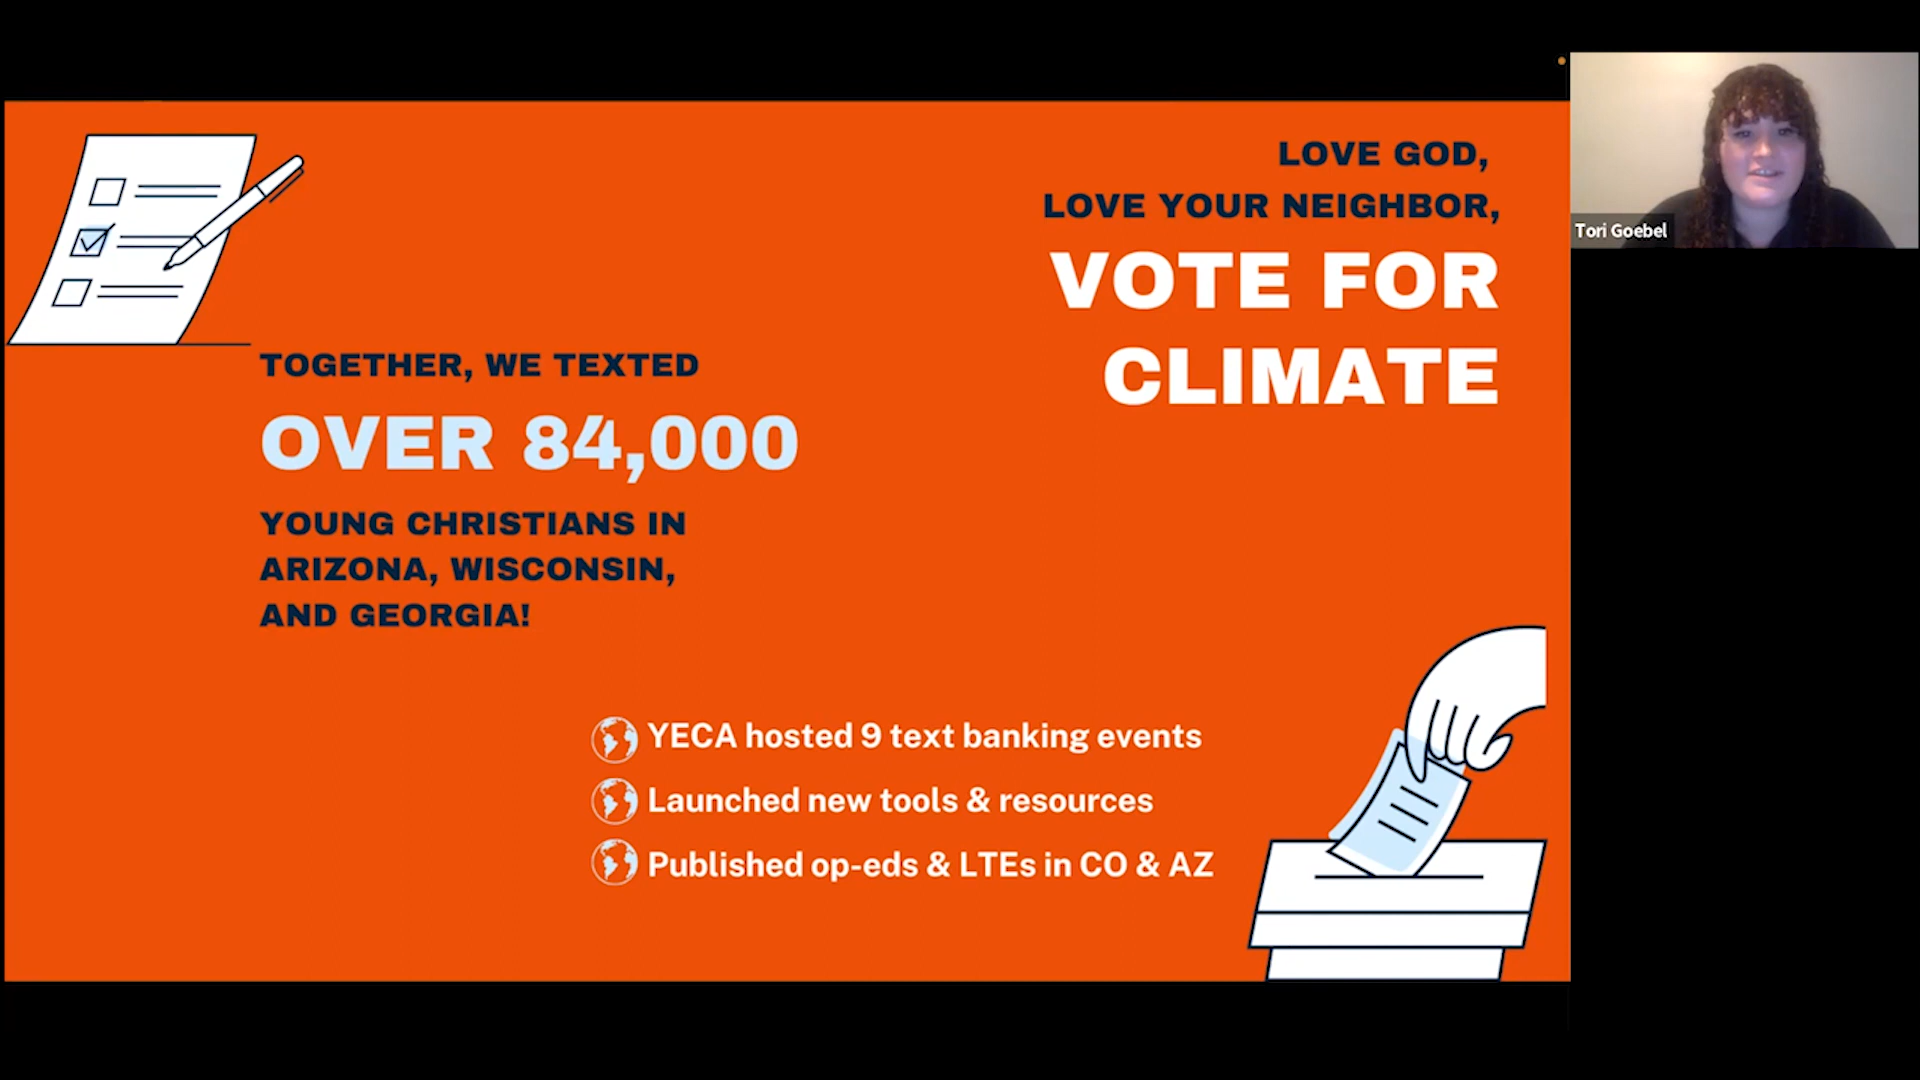 LOVE GOD,
LOVE YOUR NEIGHBOR,
VOTE FOR
CLIMATE
TOGETHER, WE TEXTED
OVER 84,000
YOUNG CHRISTIANS IN
ARIZONA, WISCONSIN,
AND GEORGIA!
YECA hosted 9 text banking events
Launched new tools & resources
Published op-eds & LTEs in CO & AZ
Tori Goebel